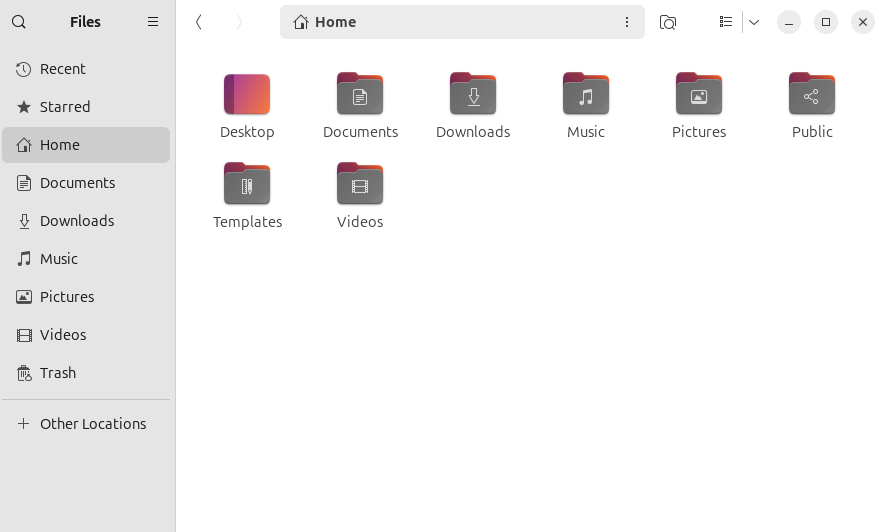 Files
Home
Recent
Starred
Home
Documents
Downloads
Music
Pictures
Videos
Trash
Other Locations
Desktop
Documents
Downloads
Music
Pictures
Public
Templates
Videos